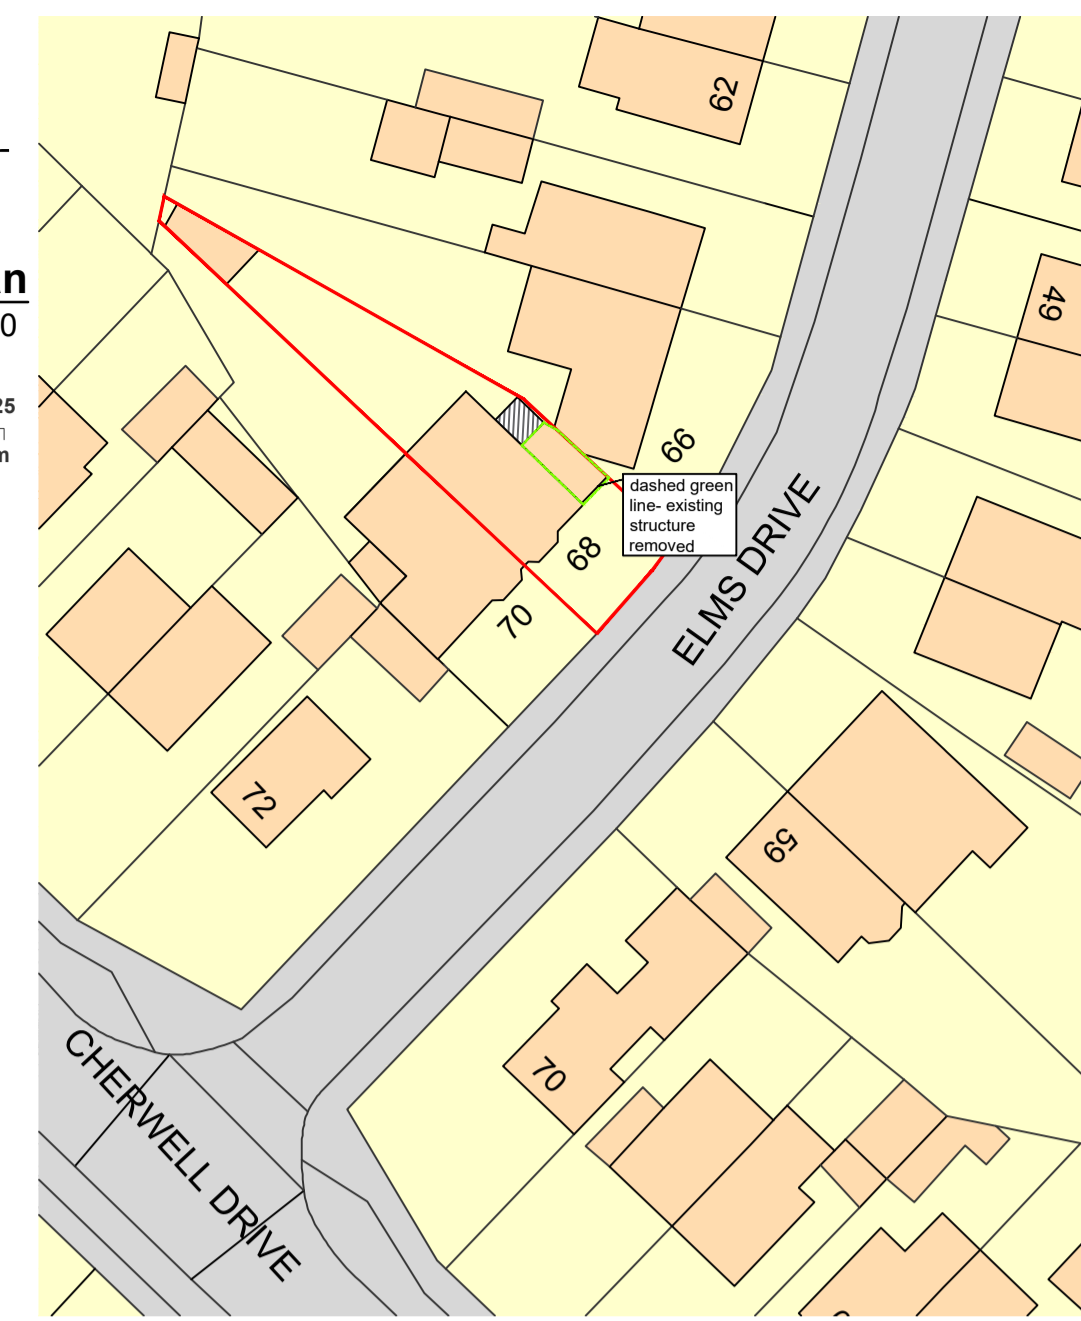 62
an
0
49
25
m
66
dashed green
line- existing
structure
removed
ELMS DRIVE
68
70
72
59
70
CHERWELL DRIVE